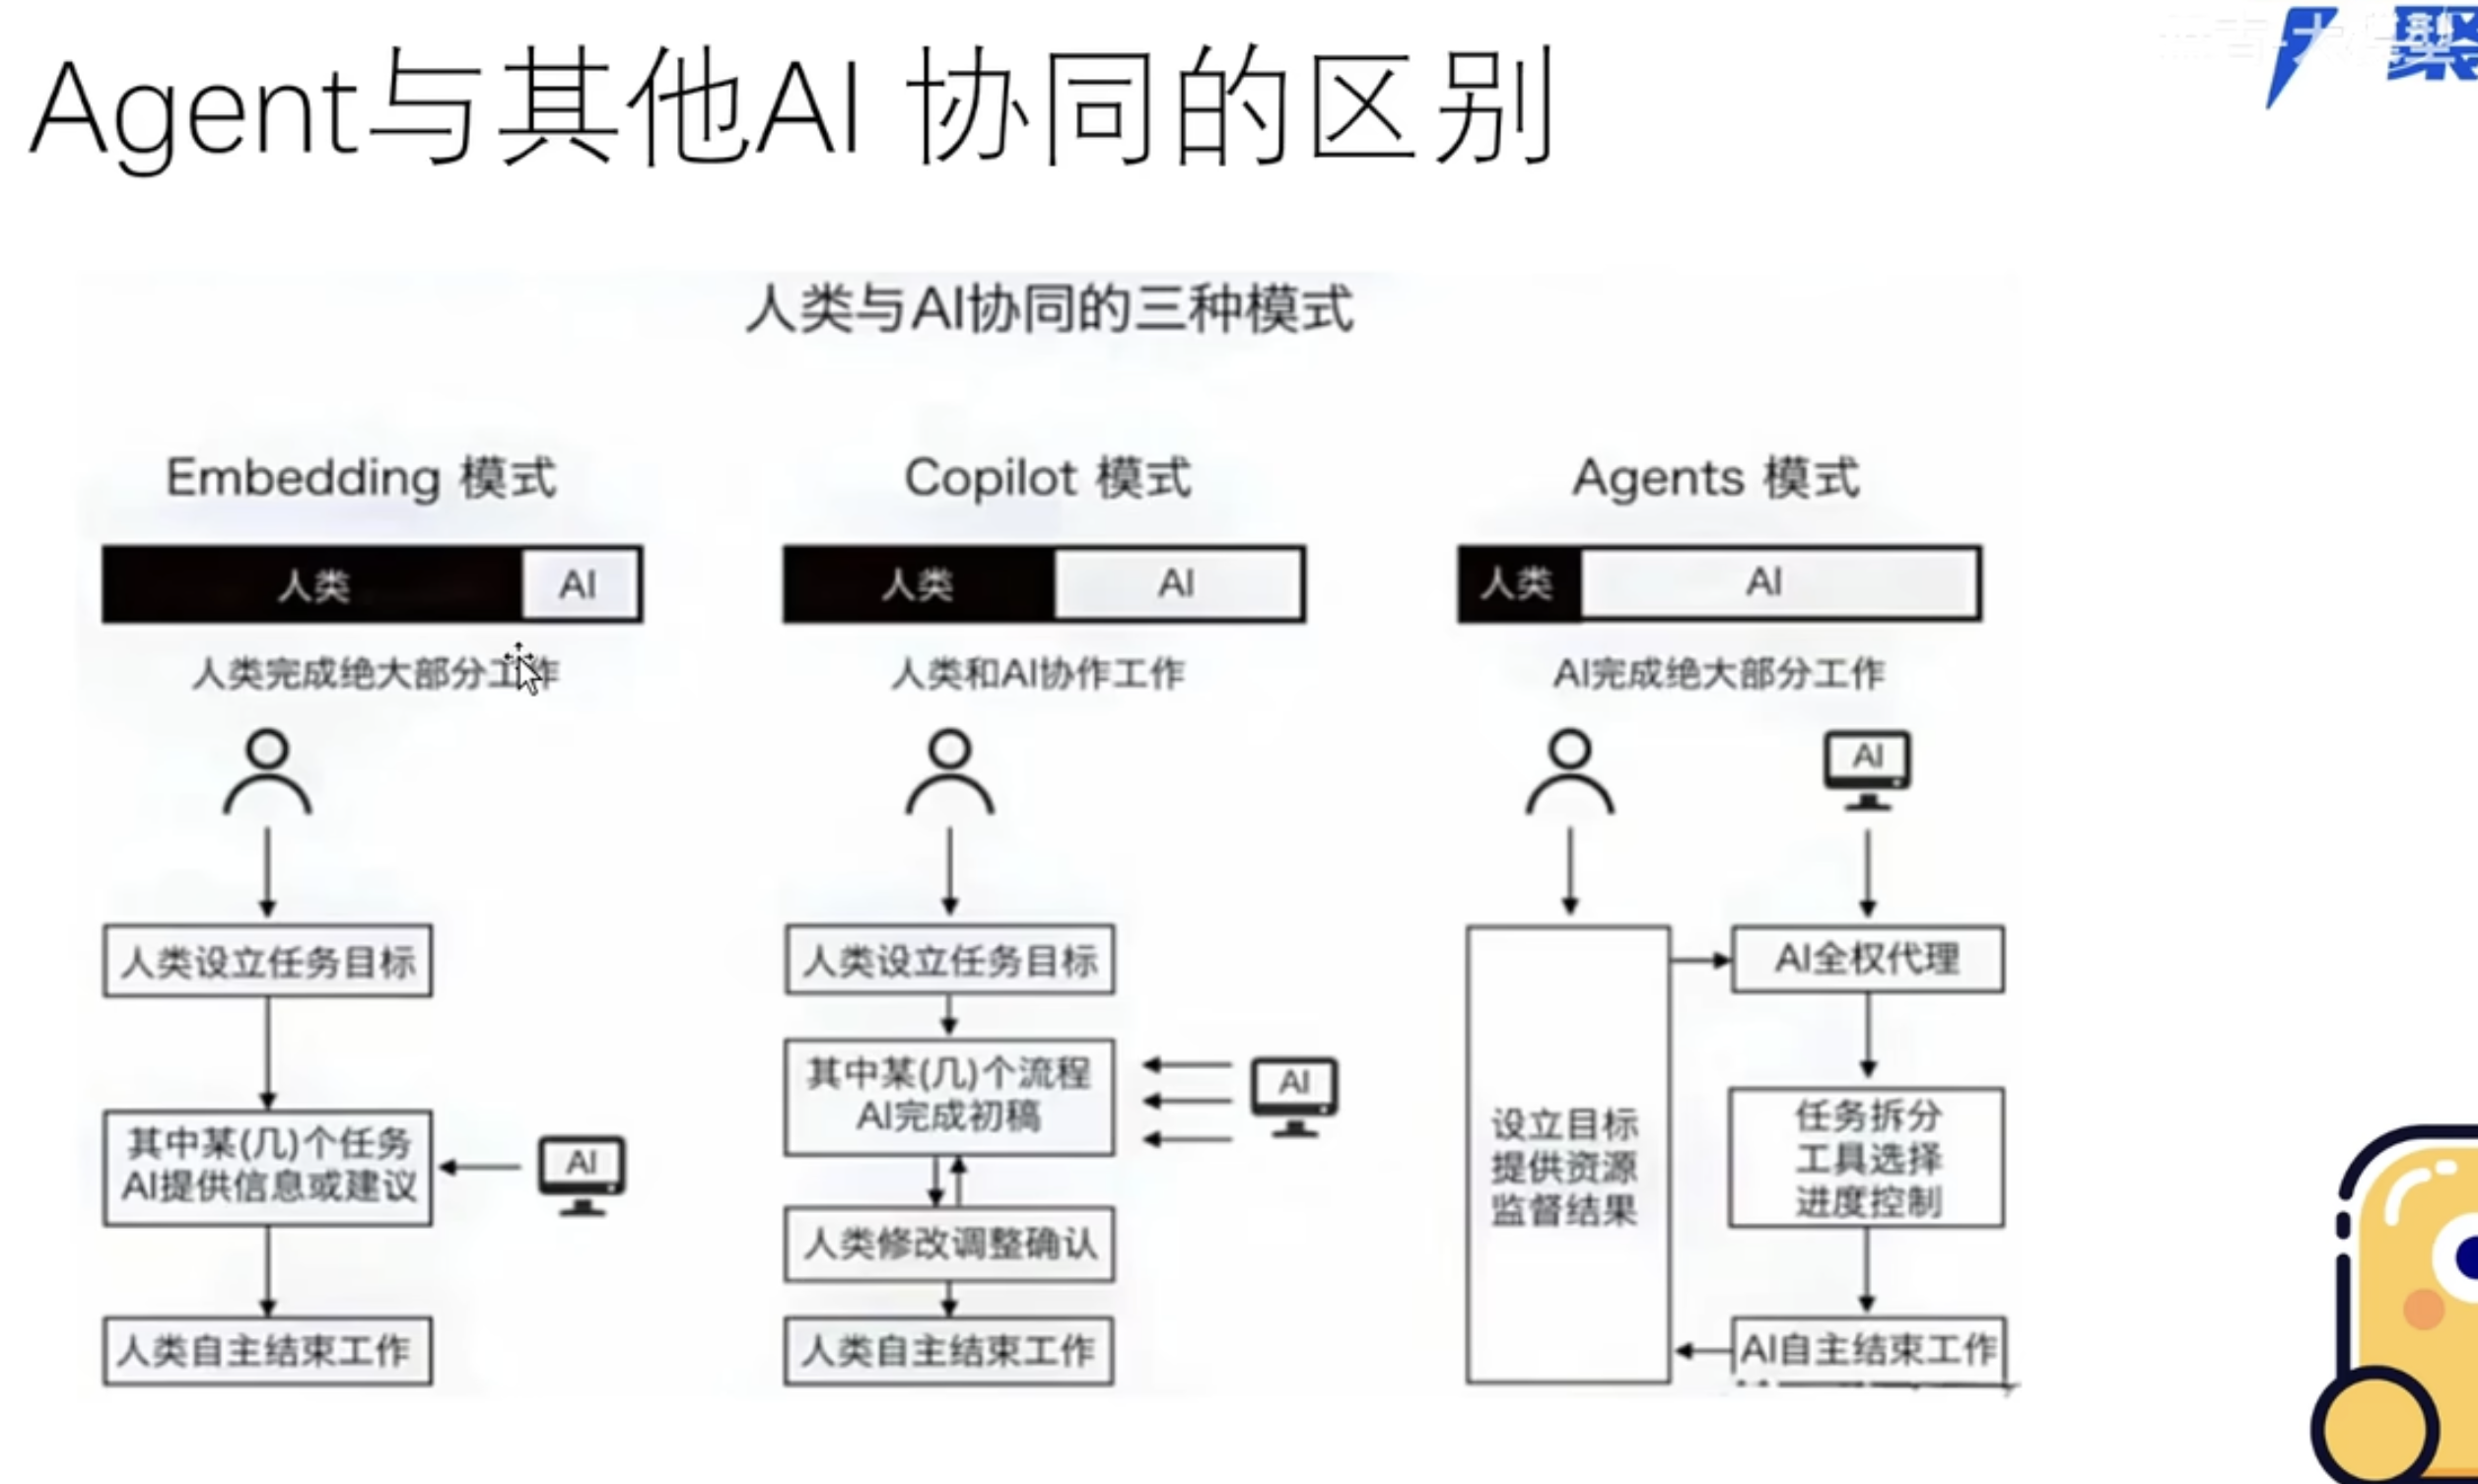 Agent与其他AI 协同的区别
人类与AI协同的三种模式
Embedding 模式
人类
AI
人类完成绝大部分工作
人类设立任务目标
其中某(几)个任务
AI提供信息或建议
AI
人类自主结束工作
Copilot 模式
人类
AI
人类和AI协作工作
人类设立任务目标
其中某(几)个流程
AI完成初稿
AI
人类修改调整确认
人类自主结束工作
Agents 模式
人类
AI
AI完成绝大部分工作
AI
设立目标
提供资源
监督结果
AI全权代理
任务拆分
工具选择
进度控制
AI自主结束工作